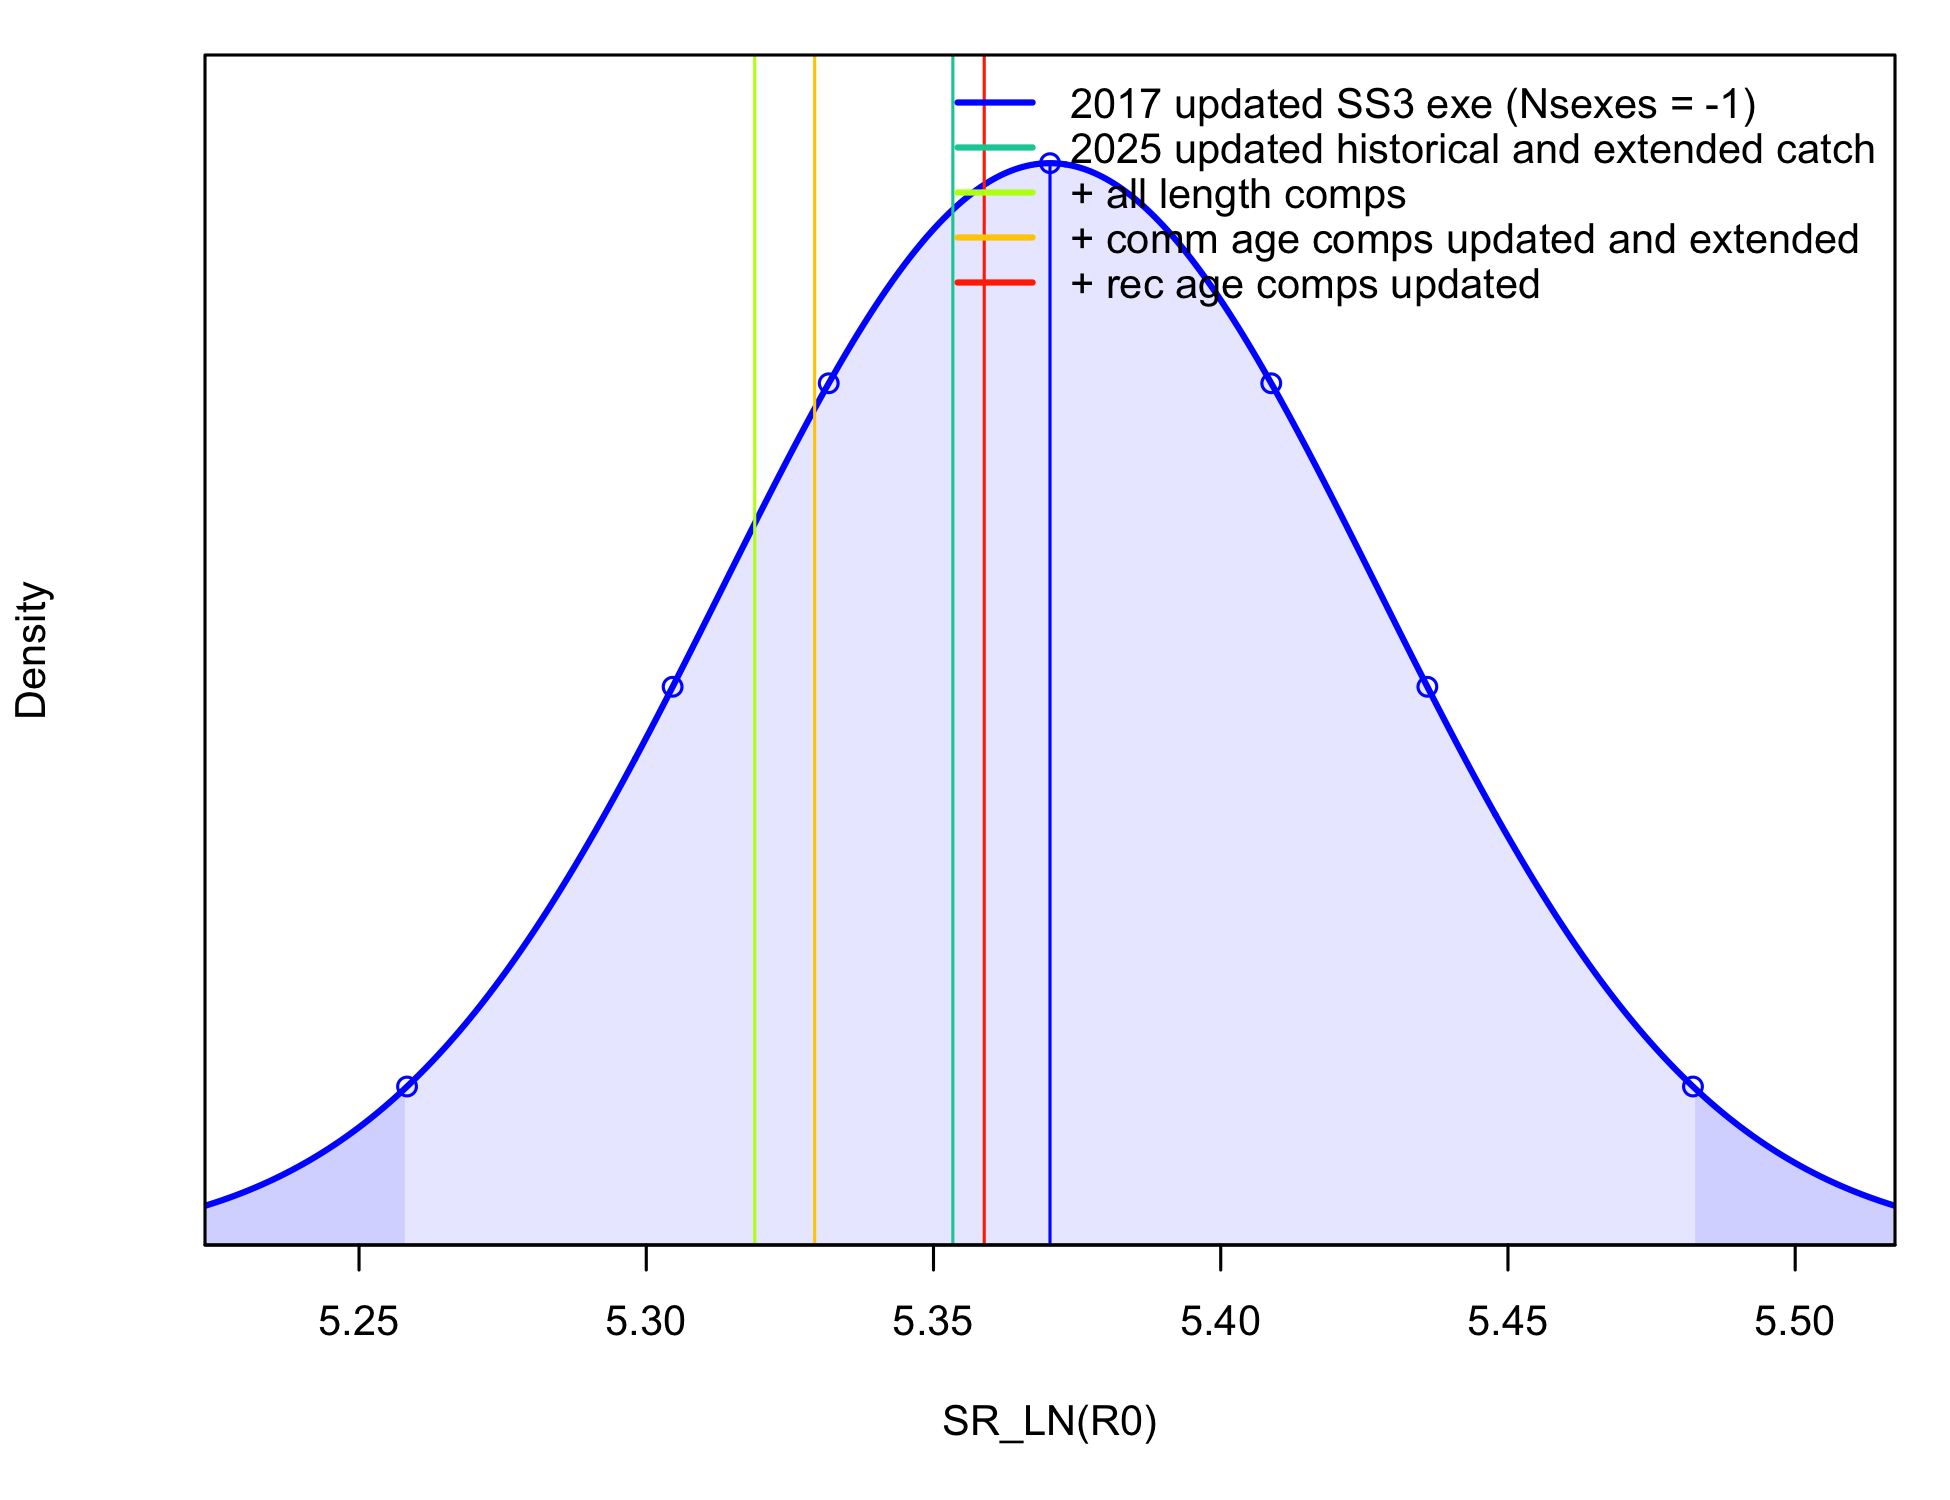 2017 updated SS3 exe (Nsexes = -1)
2025 updated historical and extended catch
+ all length comps
+ comm age comps updated and extended
+ rec age comps updated
Density
5.25 5.30 5.35 5.40 5.45 5.50
SR_LN(R0)